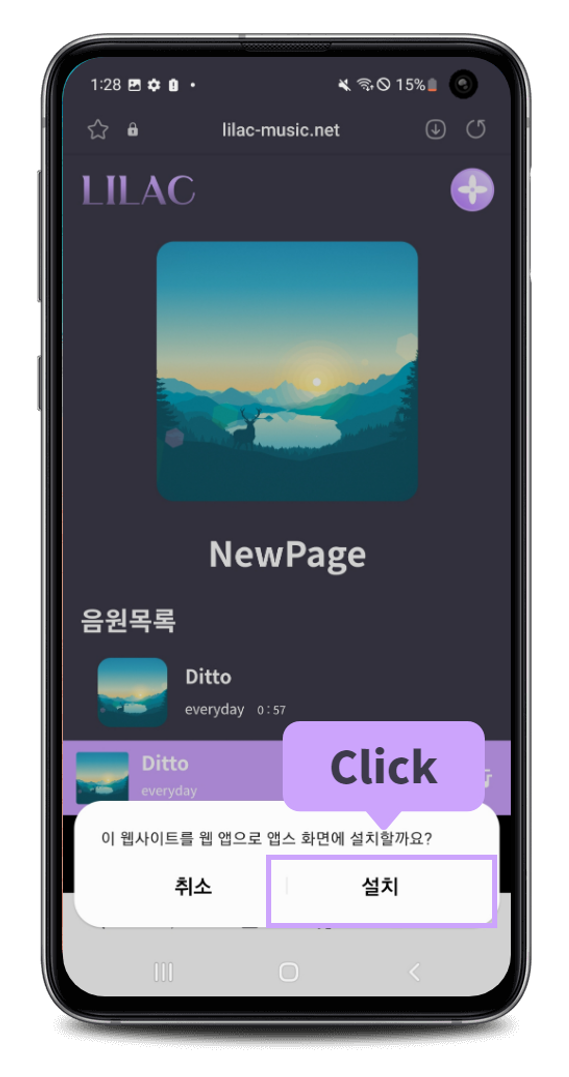 1:28
15%
lilac-music.net
LILAC
NewPage
음원목록
Ditto
everyday 0:57
Ditto
everyday
Click
이 웹사이트를 웹 앱으로 앱스 화면에 설치할까요?
취소
설치